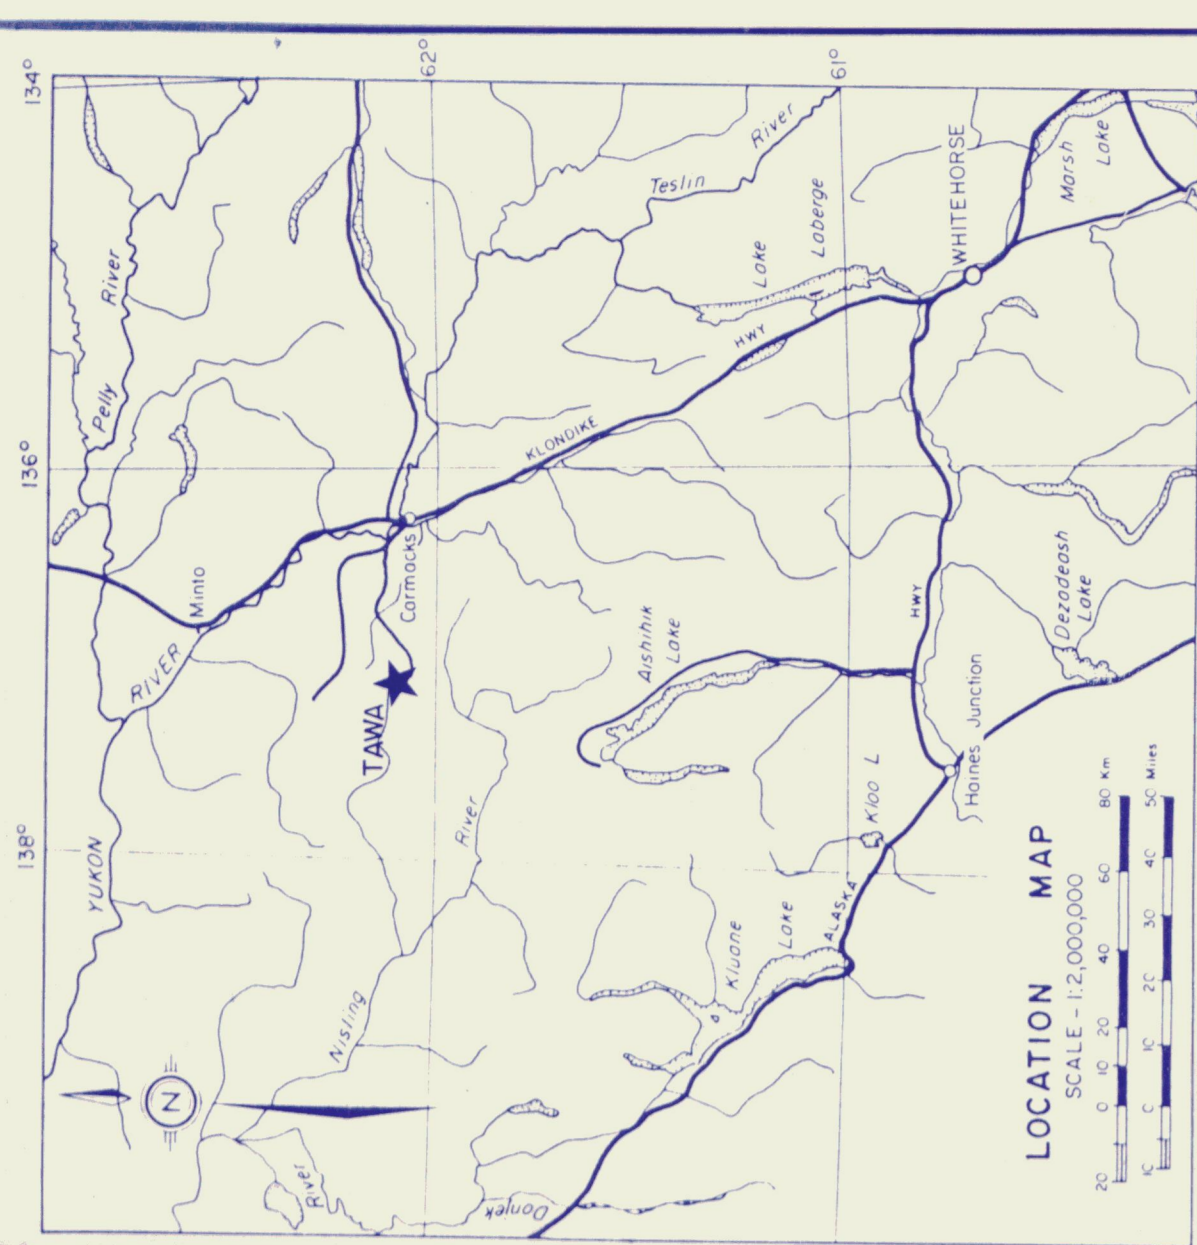 134°
136°
138°
62°
61°
Pelly River
Teslin River
Lake Laberge
WHITEHORSE
Marsh Lake
KLONDIKE HWY
Minto
YUKON RIVER
Carmacks
TAWA
Aishihik Lake
HWY
Dezadeash Lake
Haines Junction
Kloo L
ALASKA
Kluane Lake
Nisling River
Donjek River
N
LOCATION MAP
SCALE - 1:2,000,000
20 0 10 20 40 60 80 Km
10 0 10 20 30 40 50 Miles